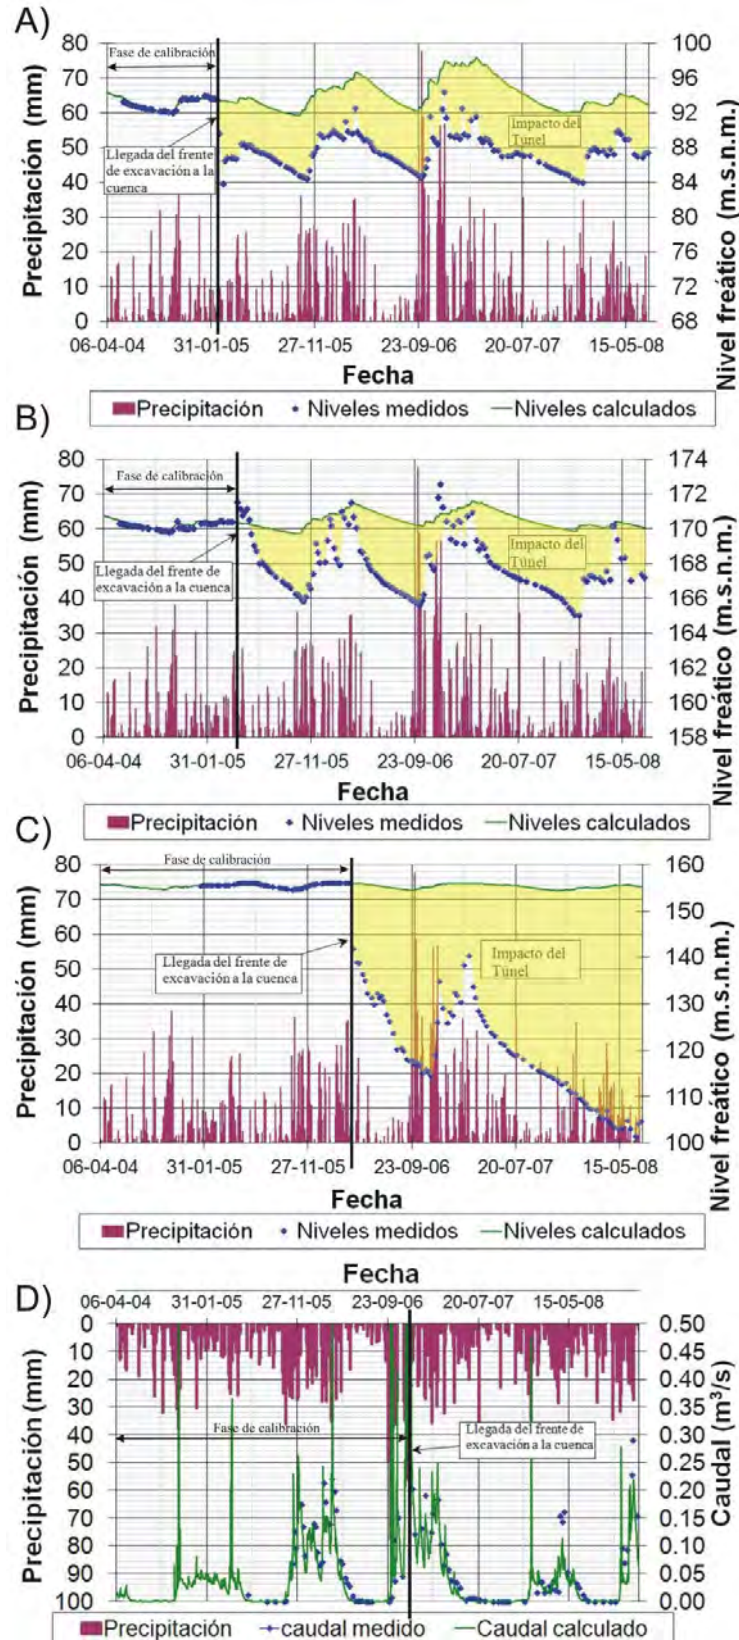 A)
Precipitación (mm)
80
70
60
50
40
30
20
10
0
Fase de calibración
Llegada del frente
de excavación a la
cuenca
Impacto del
Túnel
100
96
92
88
84
80
76
72
68
Nivel freático (m.s.n.m.)
06-04-04 31-01-05 27-11-05 23-09-06 20-07-07 15-05-08
Fecha
Precipitación Niveles medidos Niveles calculados
B)
Precipitación (mm)
80
70
60
50
40
30
20
10
0
Fase de calibración
Llegada del frente de
excavación a la cuenca
Impacto del
Túnel
174
172
170
168
166
165
162
160
158
Nivel freático (m.s.n.m.)
06-04-04 31-01-05 27-11-05 23-09-06 20-07-07 15-05-08
Fecha
Precipitación Niveles medidos Niveles calculados
C)
Precipitación (mm)
80
70
60
50
40
30
20
10
0
Fase de calibración
Llegada del frente de
excavación a la cuenca
Impacto del
Túnel
160
150
140
130
120
110
100
Nivel freático (m.s.n.m.)
06-04-04 31-01-05 27-11-05 23-09-06 20-07-07 15-05-08
Fecha
Precipitación Niveles medidos Niveles calculados
D)
Fecha
06-04-04 31-01-05 27-11-05 23-09-06 20-07-07 15-05-08
Precipitación (mm)
0
10
20
30
40
50
60
70
80
90
100
Fase de calibración
Llegada del frente de
excavación a la cuenca
0.50
0.45
0.40
0.35
0.30
0.25
0.20
0.15
0.10
0.05
0.00
Caudal (m³/s)
Precipitación caudal medido Caudal calculado